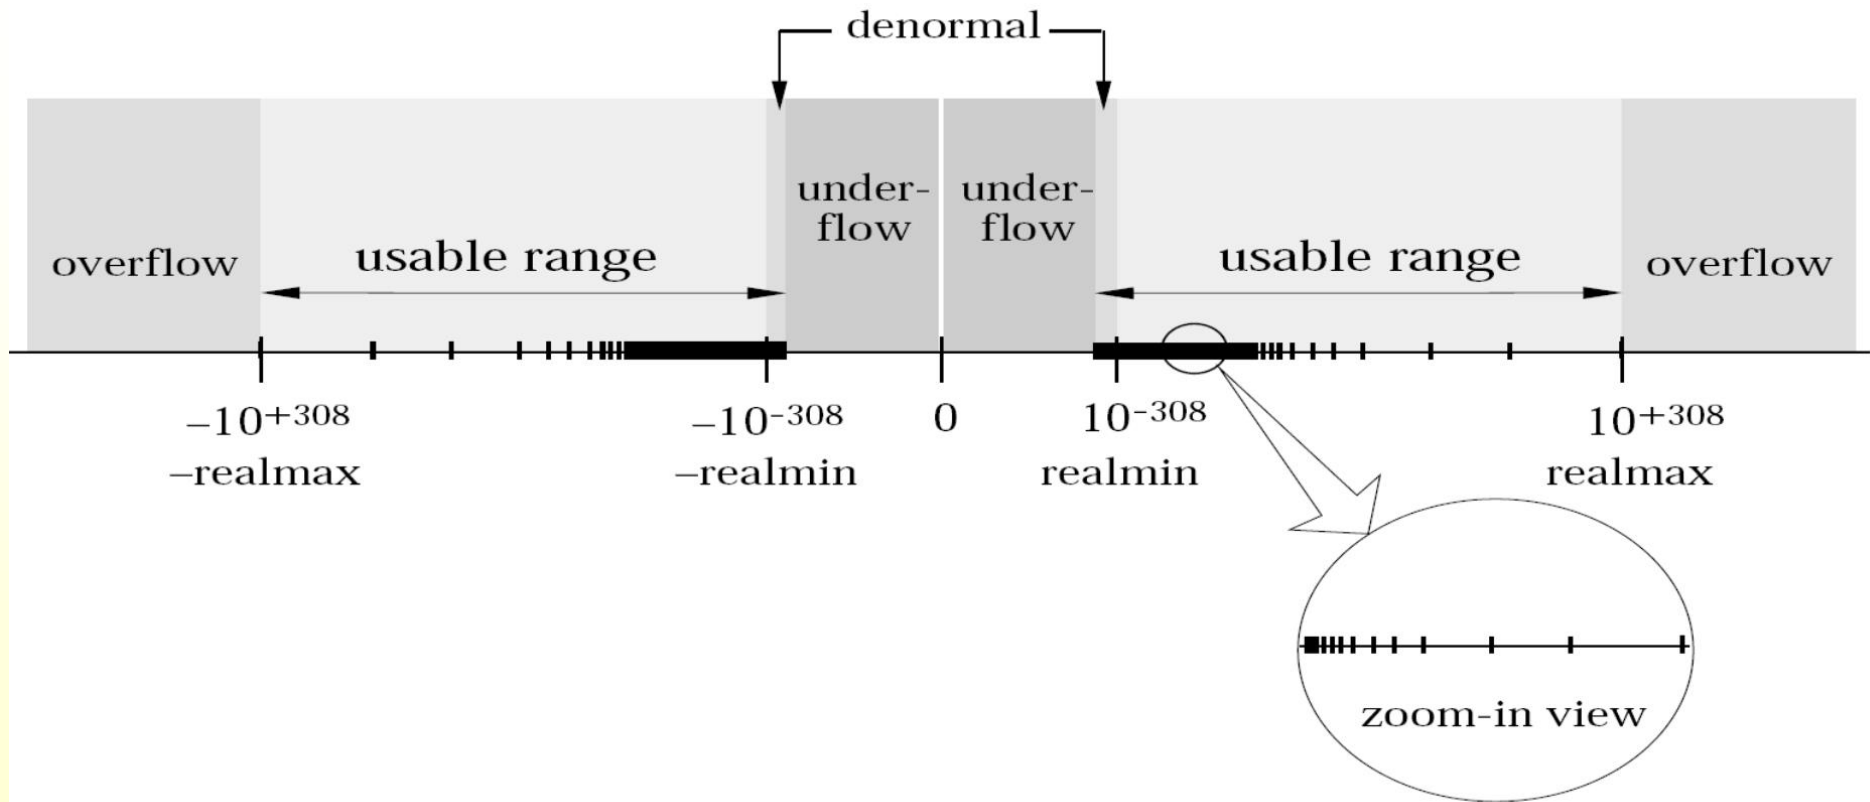 denormal
under-
flow
under-
flow
overflow
usable range
usable range
overflow
–10+308
–10-308
0
10-308
10+308
–realmax
–realmin
realmin
realmax
zoom-in view